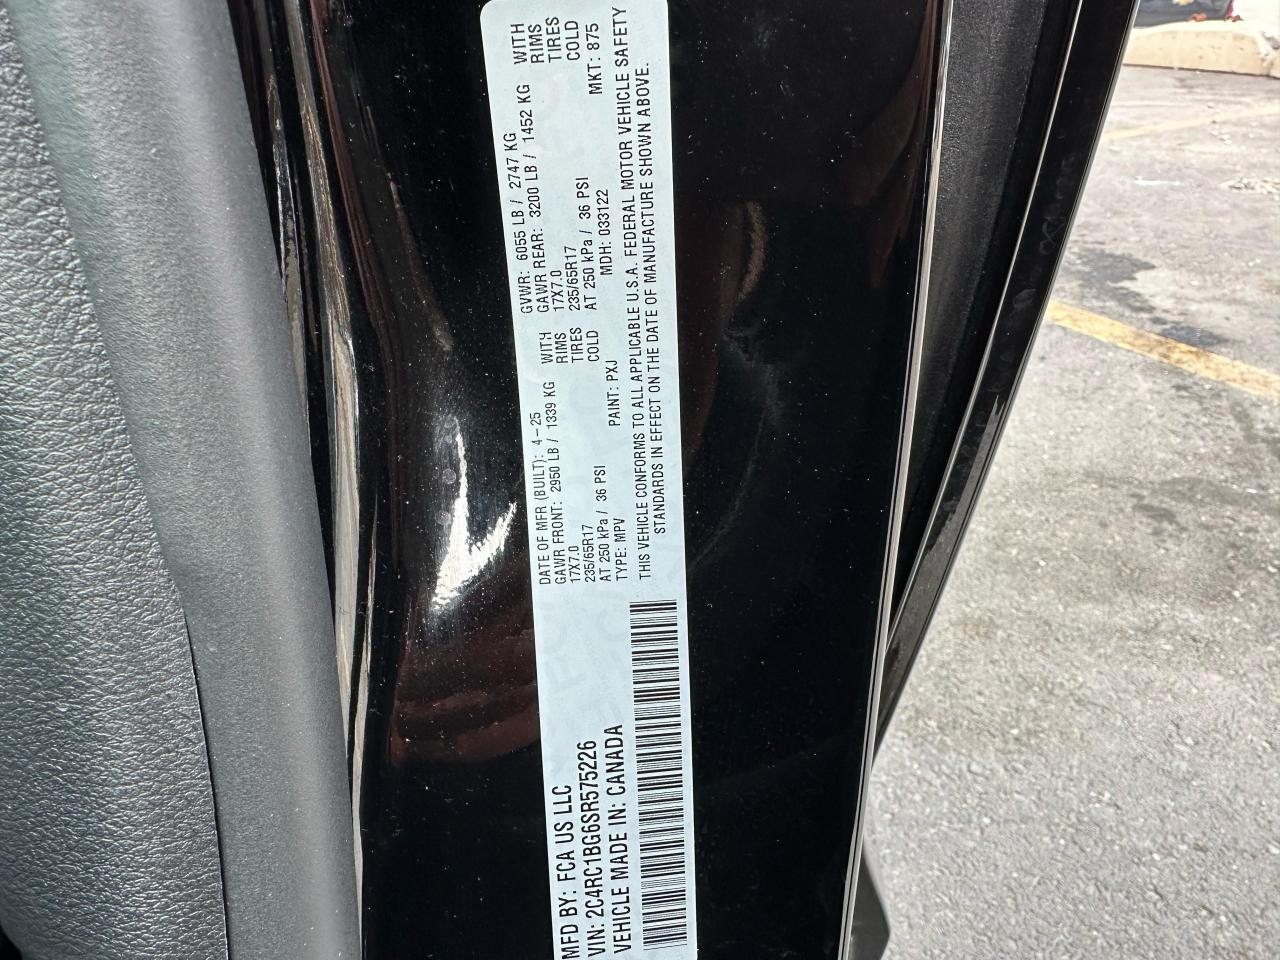 MFD BY: FCA US LLC
VIN: 2C4RC1BG6SR575226
VEHICLE MADE IN: CANADA
DATE OF MFR (BUILT): 4-25 GVWR: 6055 LB / 2747 KG
GAWR FRONT: 2950 LB / 1339 KG WITH GAWR REAR: 3200 LB / 1452 KG WITH
17X7.0 RIMS 17X7.0 RIMS
235/65R17 TIRES 235/65R17 TIRES
AT 250 kPa / 36 PSI COLD AT 250 kPa / 36 PSI COLD
TYPE: MPV PAINT: PXJ MDH: 033122 MKT: 875
THIS VEHICLE CONFORMS TO ALL APPLICABLE U.S.A. FEDERAL MOTOR VEHICLE SAFETY
STANDARDS IN EFFECT ON THE DATE OF MANUFACTURE SHOWN ABOVE.